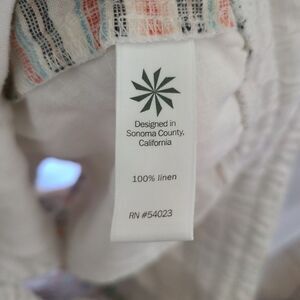 Designed in
Sonoma County,
California
100% linen
RN #54023